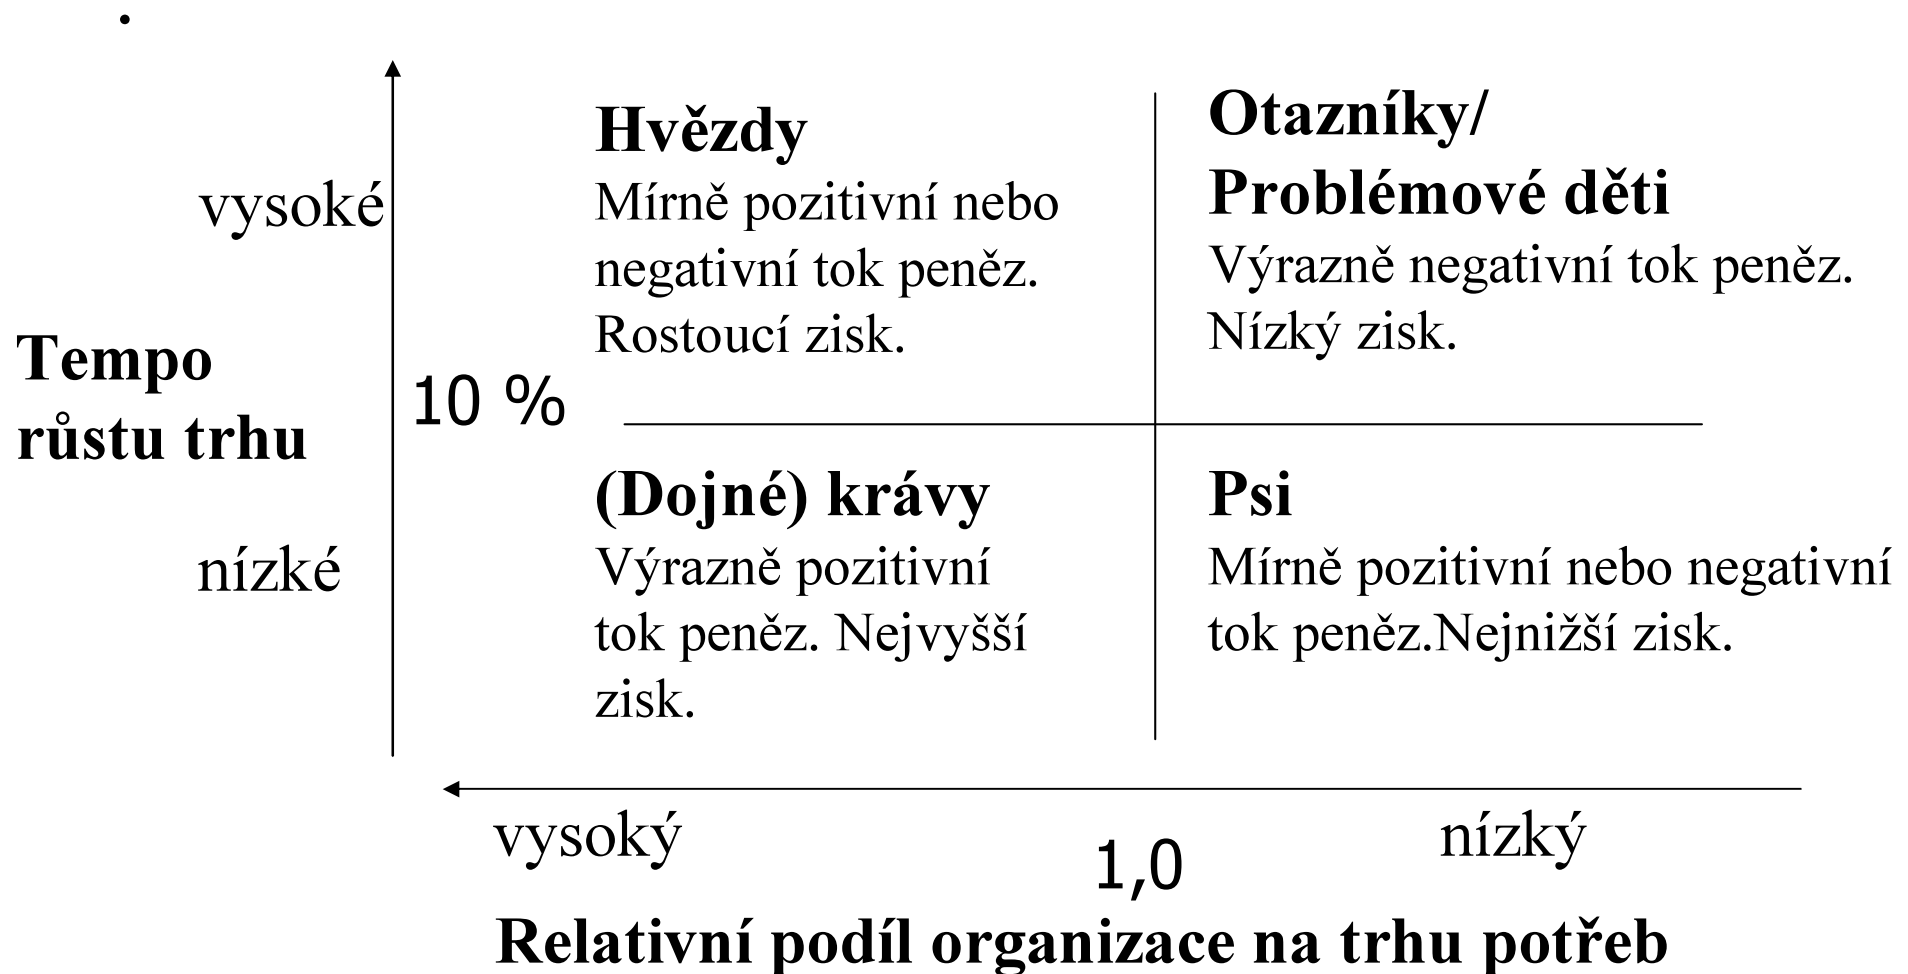 .
Hvězdy
Mírně pozitivní nebo
negativní tok peněz.
Rostoucí zisk.
Otazníky/
Problémové děti
Výrazně negativní tok peněz.
Nízký zisk.
vysoké
Tempo
růstu trhu
10 %
nízké
(Dojné) krávy
Výrazně pozitivní
tok peněz. Nejvyšší
zisk.
Psi
Mírně pozitivní nebo negativní
tok peněz.Nejnižší zisk.
vysoký
1,0
nízký
Relativní podíl organizace na trhu potřeb